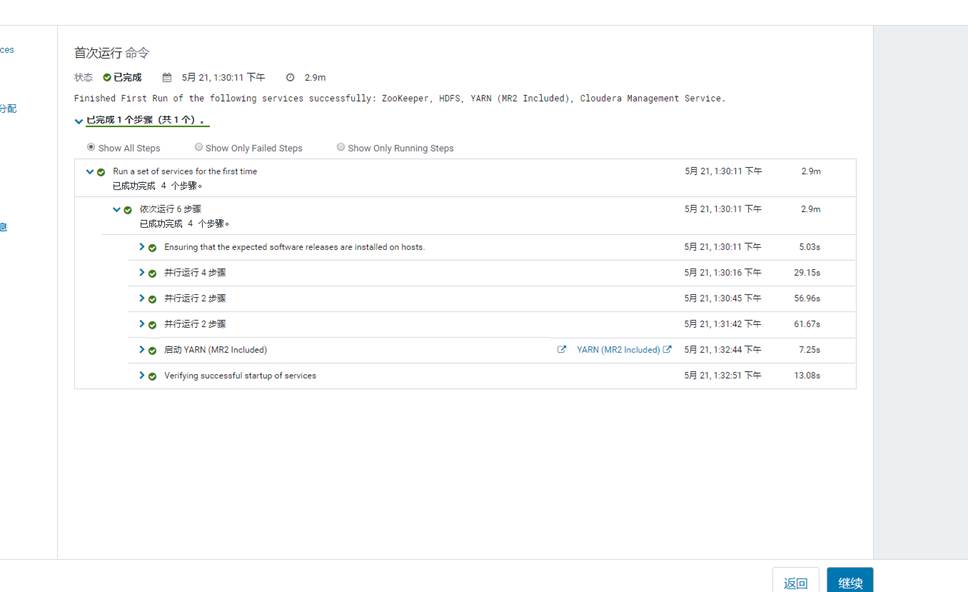 ces
分配
息
首次运行 命令
状态 已完成 5月 21, 1:30:11 下午 2.9m
Finished First Run of the following services successfully: ZooKeeper, HDFS, YARN (MR2 Included), Cloudera Management Service.
已完成 1 个步骤（共 1 个）。
Show All Steps Show Only Failed Steps Show Only Running Steps
Run a set of services for the first time 5月 21, 1:30:11 下午 2.9m
已成功完成 4 个步骤。
依次运行 6 步骤 5月 21, 1:30:11 下午 2.9m
已成功完成 4 个步骤。
Ensuring that the expected software releases are installed on hosts. 5月 21, 1:30:11 下午 5.03s
并行运行 4 步骤 5月 21, 1:30:16 下午 29.15s
并行运行 2 步骤 5月 21, 1:30:45 下午 56.96s
并行运行 2 步骤 5月 21, 1:31:42 下午 61.67s
启动 YARN (MR2 Included) YARN (MR2 Included) 5月 21, 1:32:44 下午 7.25s
Verifying successful startup of services 5月 21, 1:32:51 下午 13.08s
返回 继续